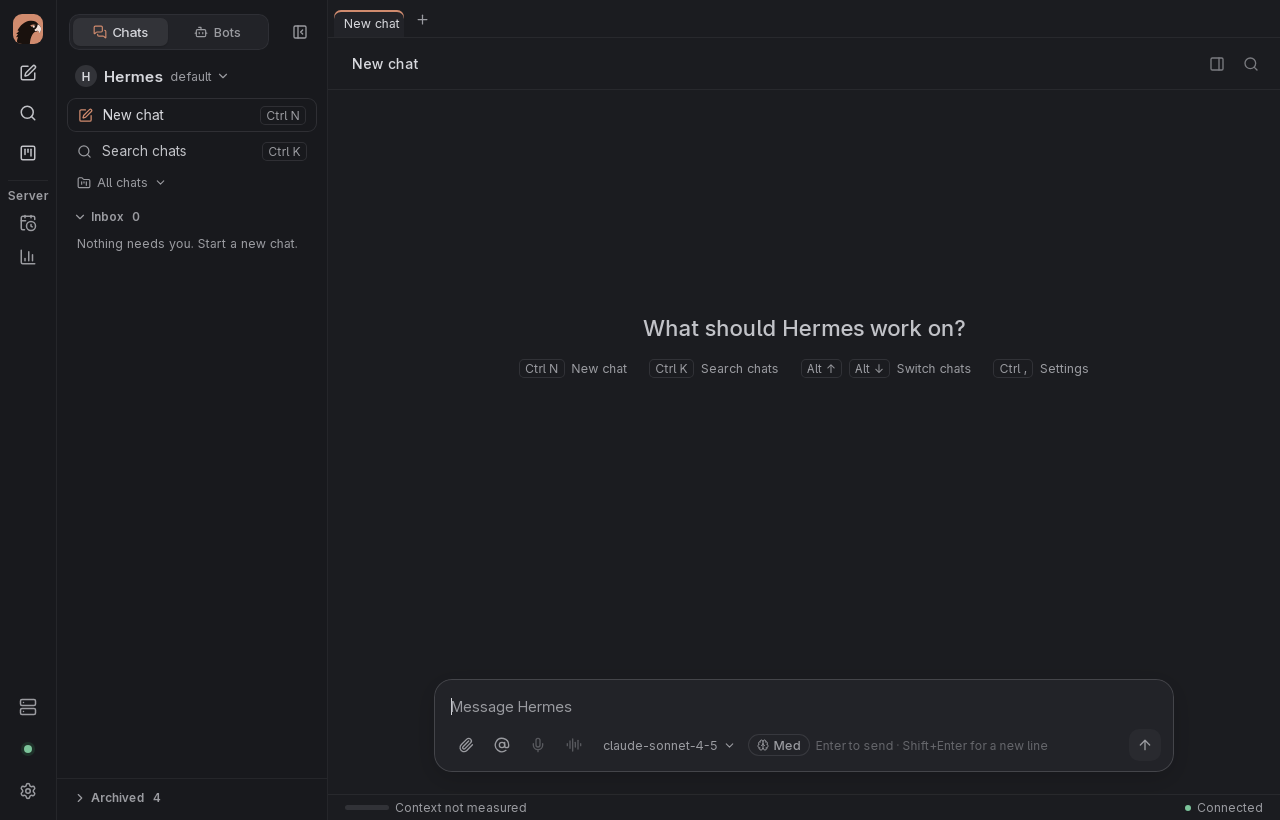 Chats
Bots
H
Hermes
default
New chat
Ctrl N
Search chats
Ctrl K
All chats
Server
Inbox 0
Nothing needs you. Start a new chat.
Archived 4
New chat
New chat
What should Hermes work on?
Ctrl N New chat Ctrl K Search chats Alt ↑ Alt ↓ Switch chats Ctrl , Settings
Message Hermes
claude-sonnet-4-5
Med
Enter to send · Shift+Enter for a new line
Context not measured
Connected